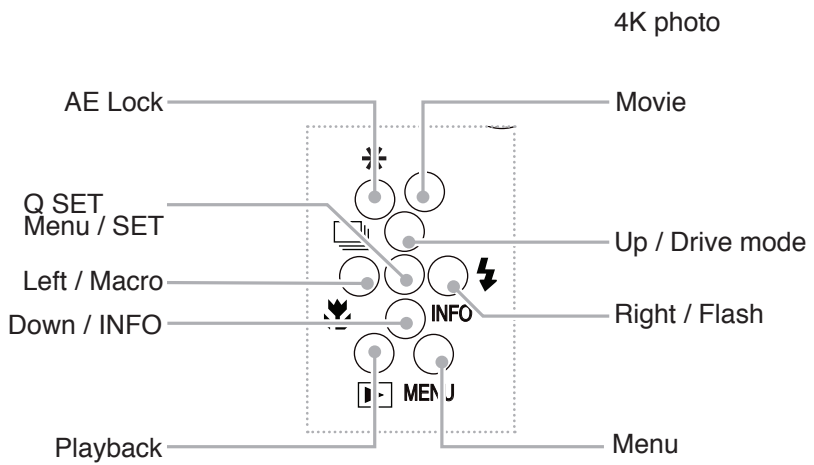 4K photo
AE Lock
Movie
Q SET
Menu / SET
Up / Drive mode
Left / Macro
Right / Flash
Down / INFO
INFO
MENU
Playback
Menu